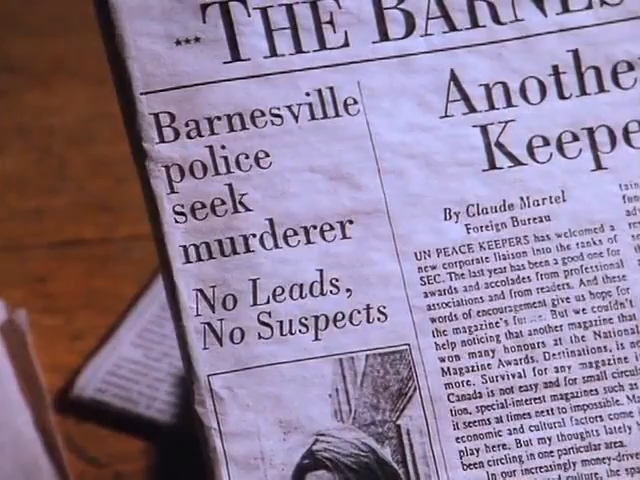 *** THE BARNES
Barnesville
police
seek
murderer
No Leads,
No Suspects
Anothe
Keepe
By Claude Martel
Foreign Bureau
UN PEACE KEEPERS has welcomed a
new corporate liaison into the ranks of
SEC. The last year has been a good one for
awards and accolades from professional
associations and from readers. And these
words of encouragement give us hope for
the magazine's But we couldn't
help noticing that another magazine that
won many honours at the National
Magazine Awards. Destinations, is no
more. Survival for any magazine
Canada is not easy and for small circula
tion, special-interest magazines such as
it seems at times next to impossible.
economic and cultural factors come
play here. But my thoughts lately
been circling in one particular area.
In our increasingly money-drive
culture, the spa
tain
fun